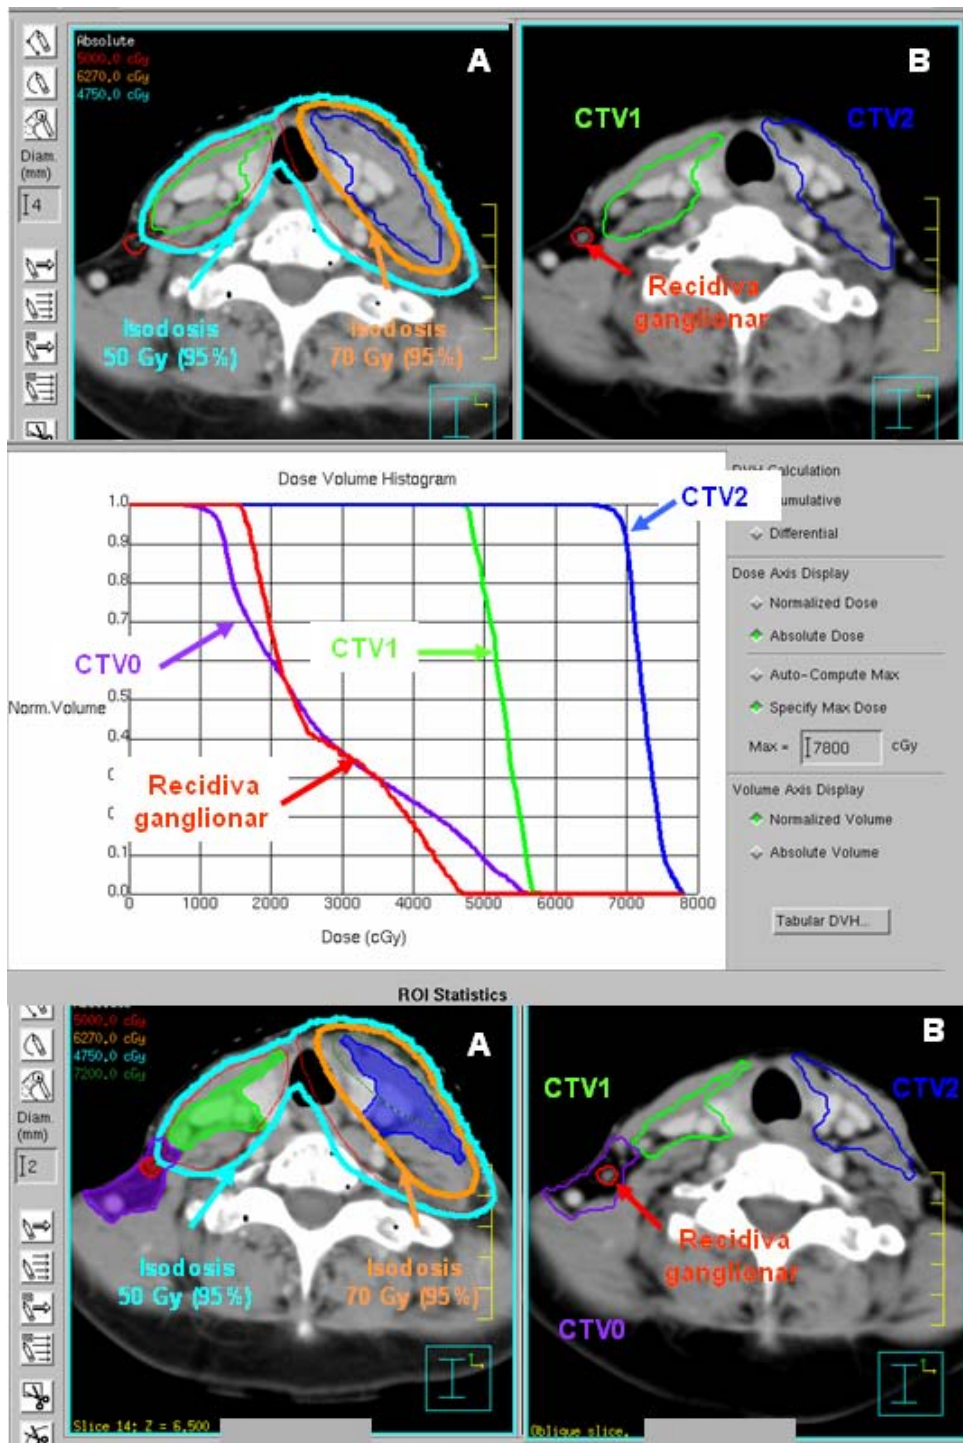 Absolute
5000.0 cGy
6270.0 cGy
4750.0 cGy
A
B
CTV1
CTV2
Diam.
(mm)
4
Recidiva
ganglionar
Isodosis
50 Gy (95%)
Isodosis
70 Gy (95%)
Dose Volume Histogram
CTV2
CTV0
CTV1
Recidiva
ganglionar
Norm.Volume
1.0
0.9
0.8
0.7
0.5
0.4
0.1
0.0
0
1000
2000
3000
4000
5000
6000
7000
8000
Dose (cGy)
DVH Calculation
Differential
Dose Axis Display
Normalized Dose
Absolute Dose
Auto-Compute Max
Specify Max Dose
Max = 7800 cGy
Volume Axis Display
Normalized Volume
Absolute Volume
Tabular DVH...
ROI Statistics
5000.0 cGy
6270.0 cGy
4750.0 cGy
7200.0 cGy
A
B
CTV1
CTV2
Diam.
(mm)
2
Recidiva
ganglionar
Isodosis
50 Gy (95%)
Isodosis
70 Gy (95%)
CTV0
Slice 14: Z = 6.500
Oblique slice.